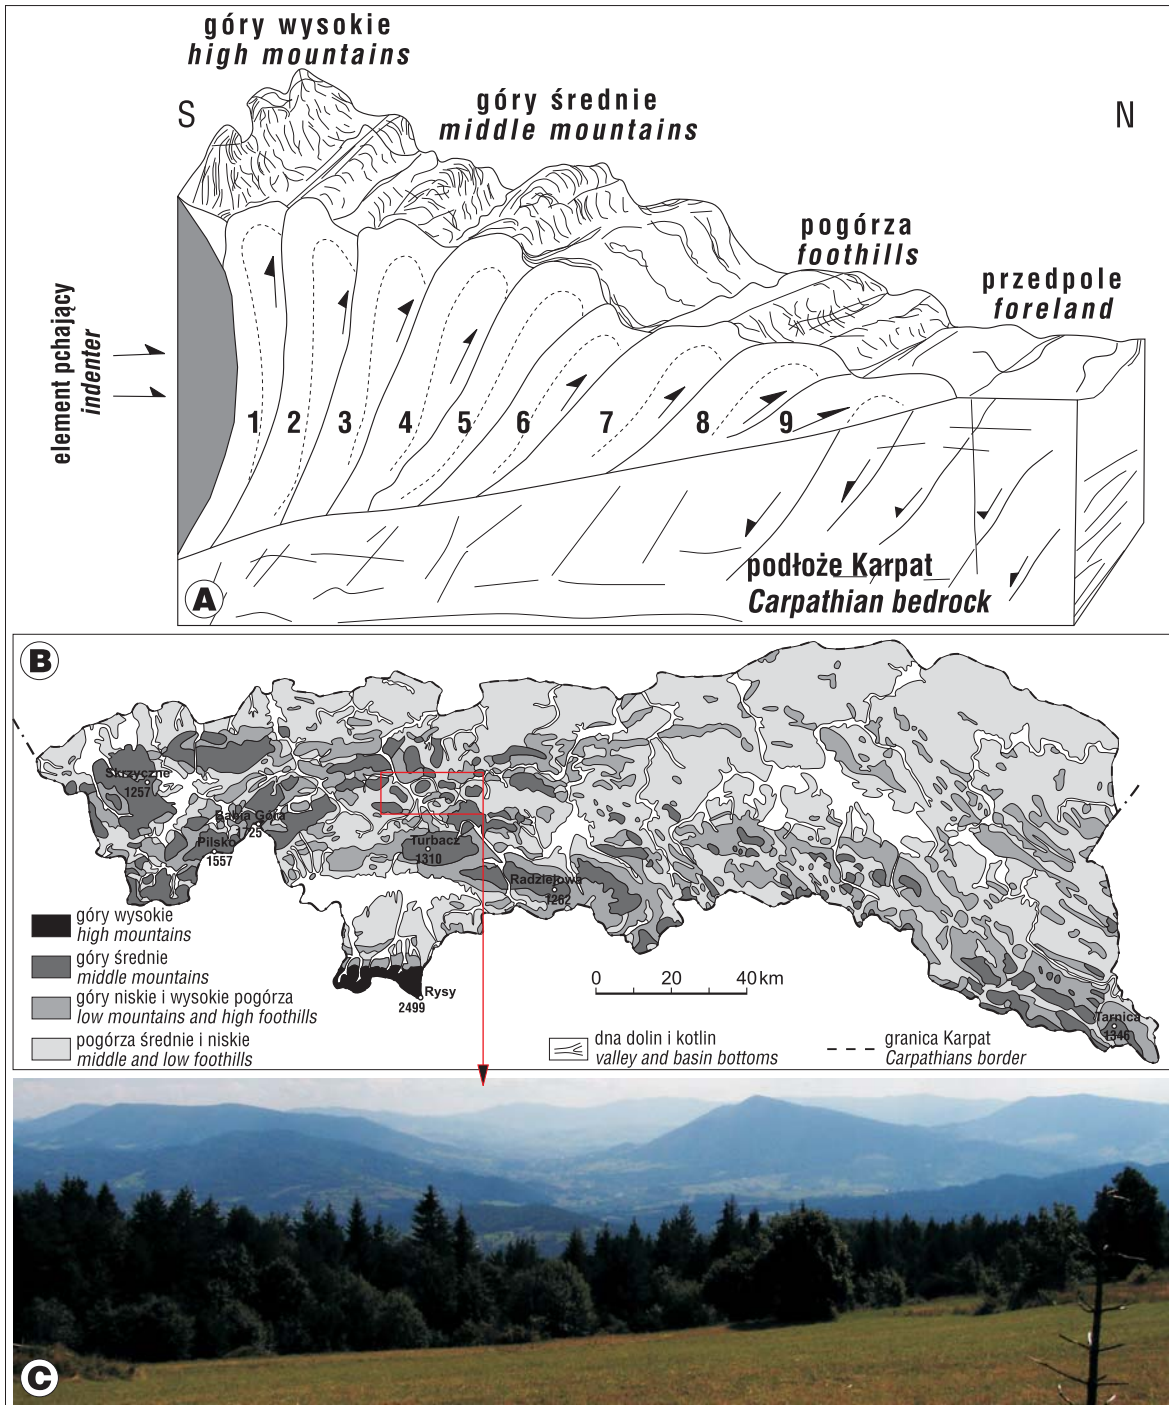 góry wysokie
high mountains
góry średnie
middle mountains
S
N
pogórza
foothills
przedpole
foreland
element pchający
indenter
1 2 3 4 5 6 7 8 9
podłoże Karpat
Carpathian bedrock
A
B
Skrzyczne
1257
Babia Góra
1725
Pilsko
1557
Turbacz
1310
Radziejowa
1262
Rysy
2499
Tarnica
1346
góry wysokie
high mountains
góry średnie
middle mountains
góry niskie i wysokie pogórza
low mountains and high foothills
pogórza średnie i niskie
middle and low foothills
0 20 40 km
dna dolin i kotlin
valley and basin bottoms
granica Karpat
Carpathians border
C